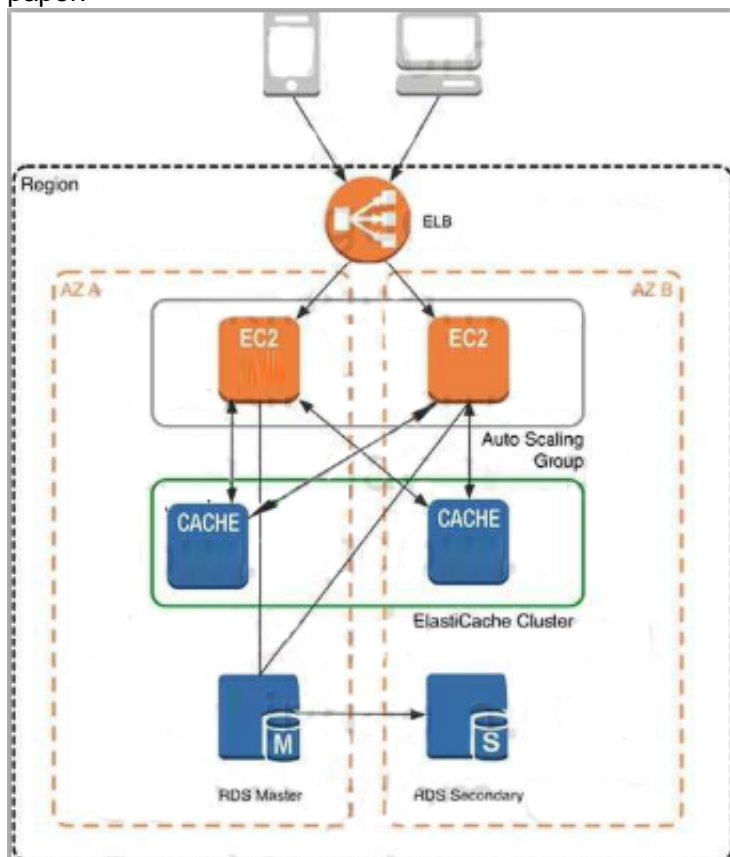 Region
ELB
AZ A
AZ B
EC2
EC2
Auto Scaling
Group
CACHE
CACHE
ElastiCache Cluster
M
S
RDS Master
RDS Secondary